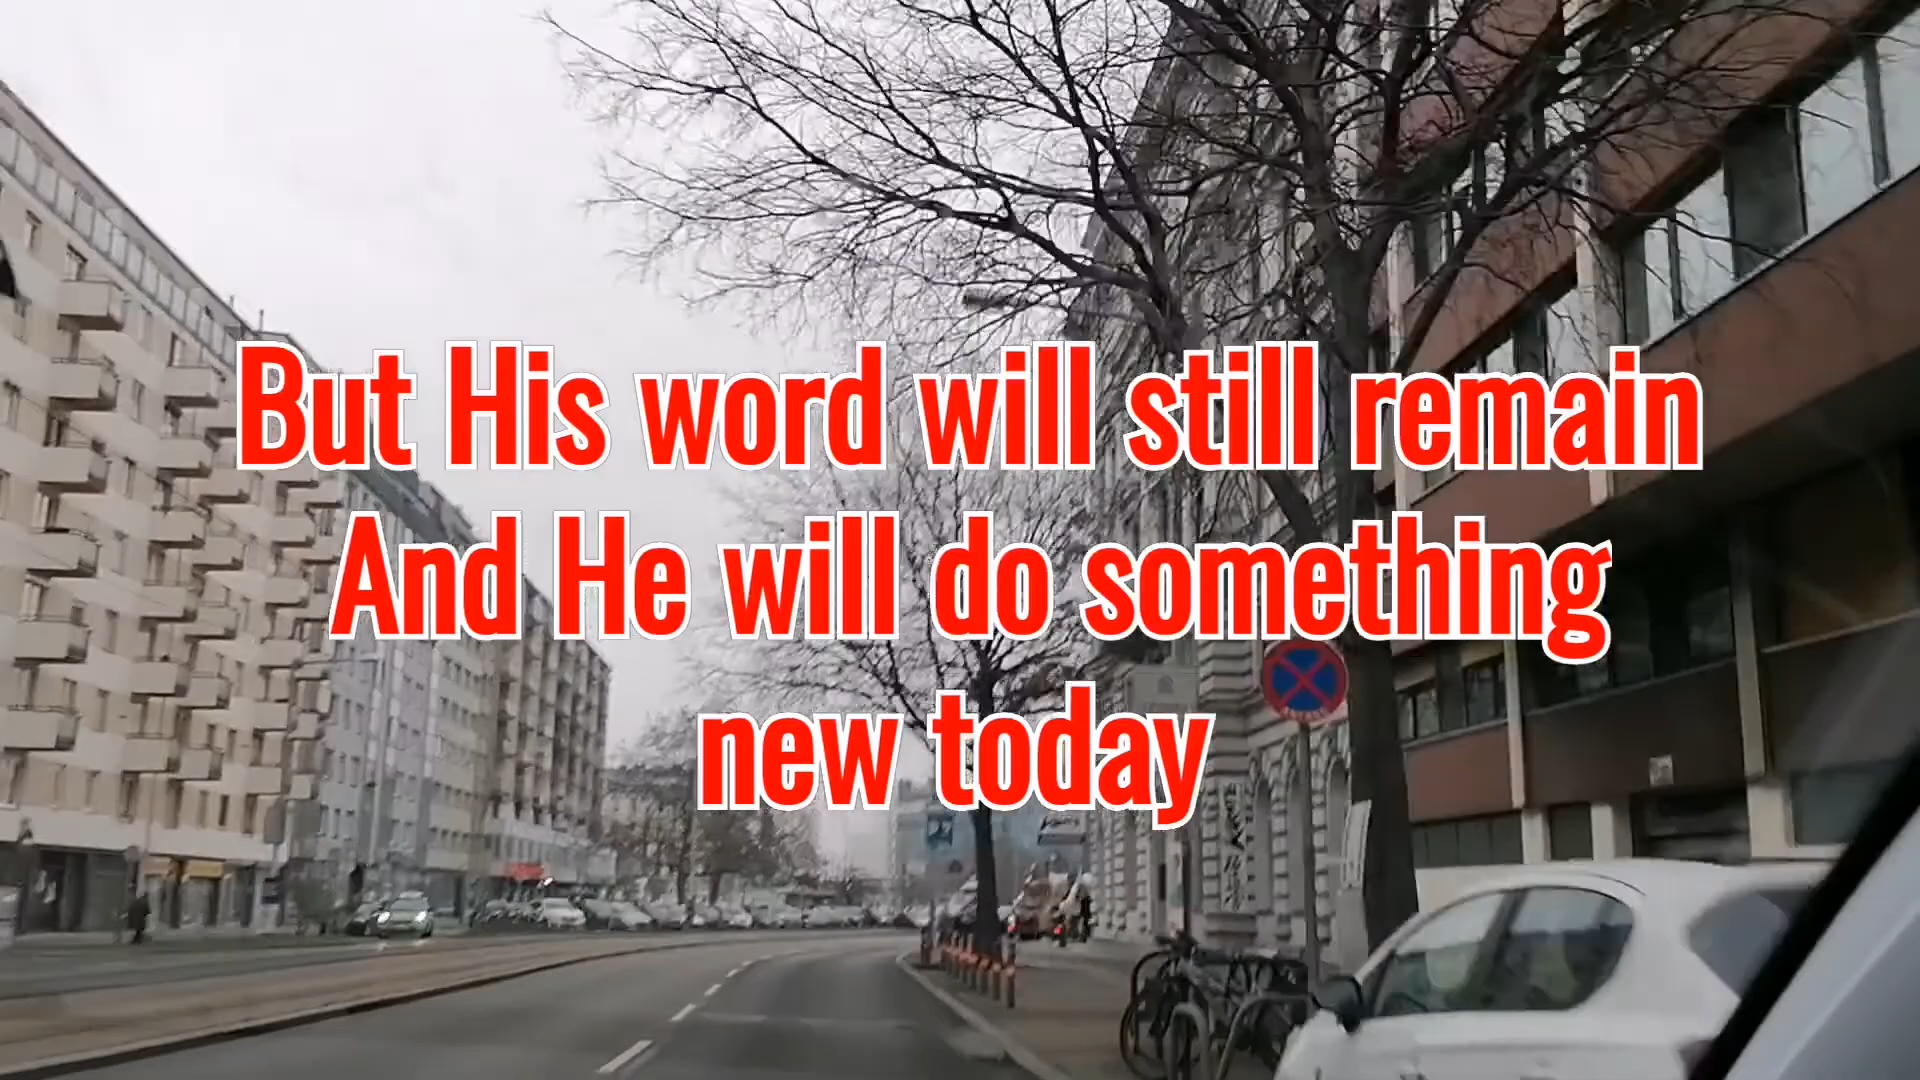 But His word will still remain
And He will do something
new today